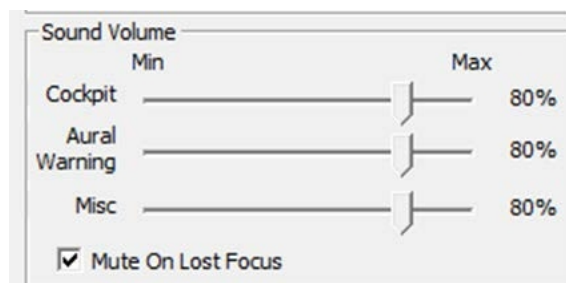 Sound Volume
Min Max
Cockpit 80%
Aural
Warning 80%
Misc 80%
Mute On Lost Focus